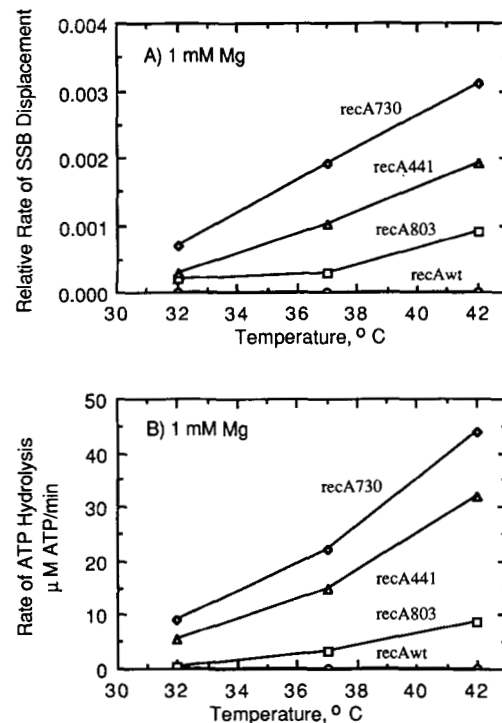 A) 1 mM Mg
Relative Rate of SSB Displacement
0.004
0.003
0.002
0.001
0.000
recA730
recA441
recA803
recAwt
30 32 34 36 38 40 42
Temperature, ° C
B) 1 mM Mg
Rate of ATP Hydrolysis
µ M ATP/min
50
40
30
20
10
0
recA730
recA441
recA803
recAwt
30 32 34 36 38 40 42
Temperature, ° C